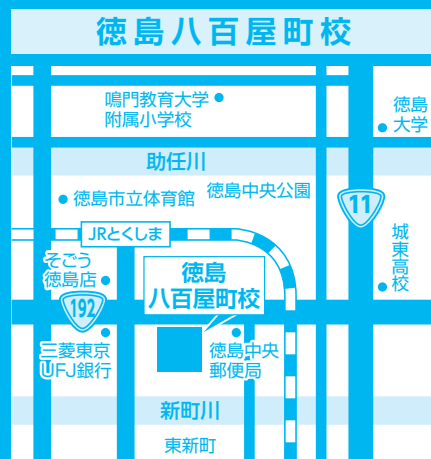 徳島八百屋町校
鳴門教育大学
附属小学校
徳島
大学
助任川
徳島市立体育館
徳島中央公園
11
JRとくしま
城東高校
そごう
徳島店
徳島
八百屋町校
192
三菱東京
UFJ銀行
徳島中央
郵便局
新町川
東新町